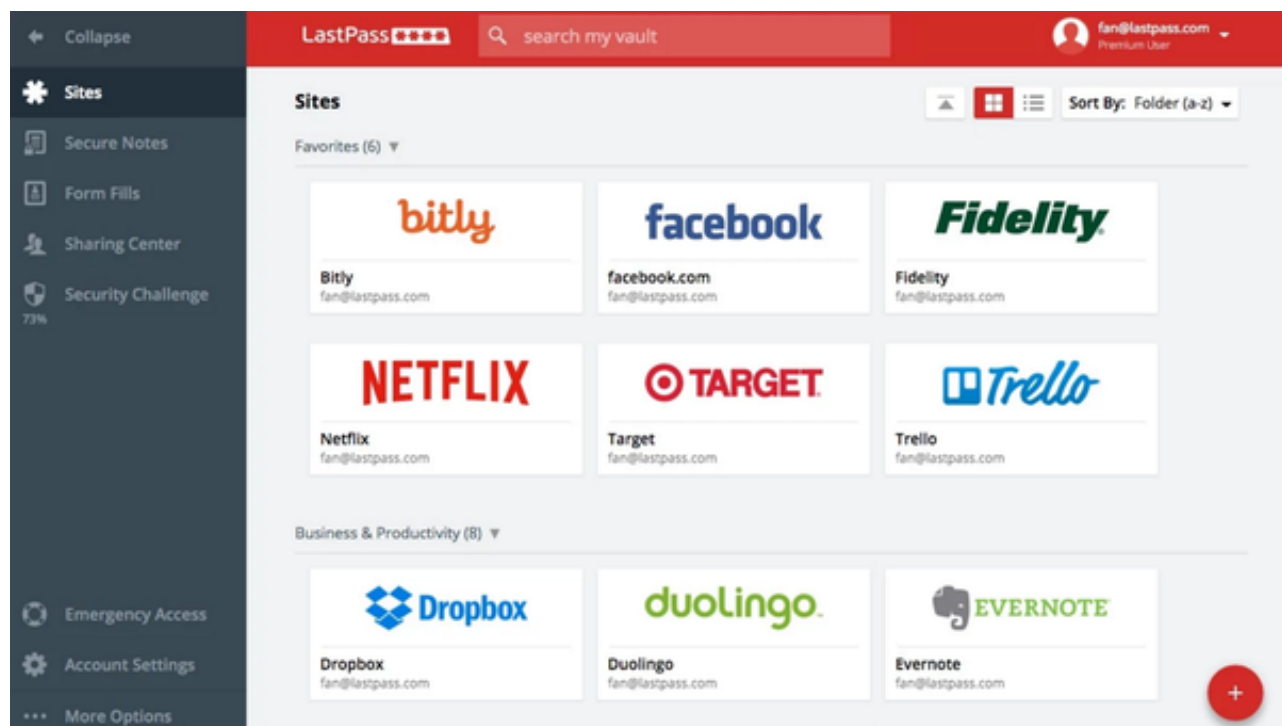 Collapse
LastPass ****
search my vault
fan@lastpass.com
Premium User
Sites
Secure Notes
Form Fills
Sharing Center
Security Challenge
73%
Emergency Access
Account Settings
More Options
Sites
Sort By: Folder (a-z)
Favorites (6)
bitly
Bitly
fan@lastpass.com
facebook
facebook.com
fan@lastpass.com
Fidelity
Fidelity
fan@lastpass.com
NETFLIX
Netflix
fan@lastpass.com
TARGET
Target
fan@lastpass.com
Trello
Trello
fan@lastpass.com
Business & Productivity (8)
Dropbox
Dropbox
fan@lastpass.com
duolingo
Duolingo
fan@lastpass.com
EVERNOTE
Evernote
fan@lastpass.com
+